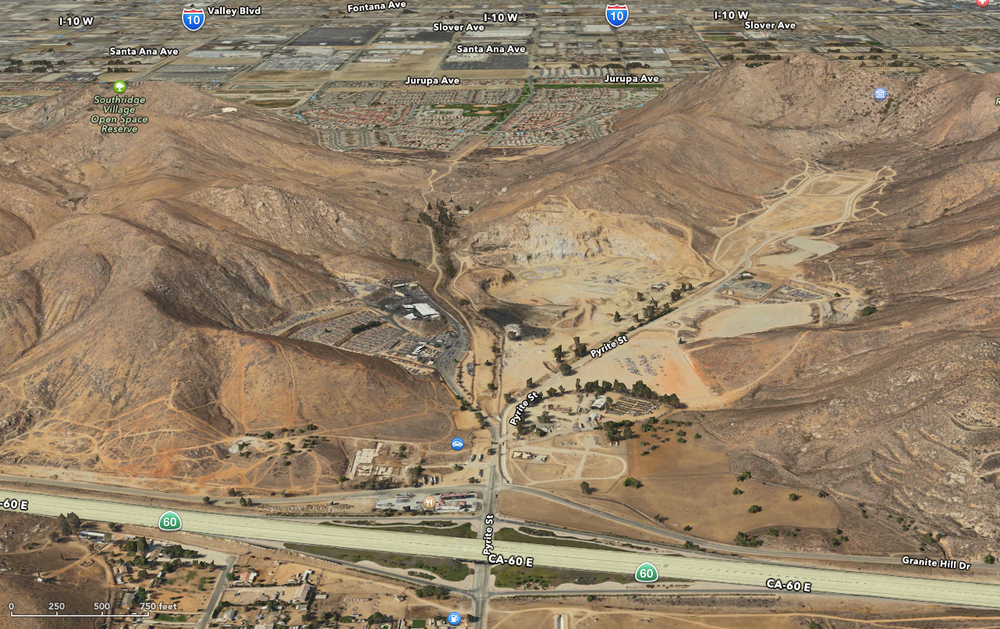 Fontana Ave
Valley Blvd
I-10 W
10
I-10 W
10
I-10 W
Slover Ave
Slover Ave
Santa Ana Ave
Santa Ana Ave
Jurupa Ave
Jurupa Ave
Southridge
Village
Open Space
Reserve
R
Pyrite St
Pyrite St
-60 E
60
Pyrite St
CA-60 E
60
Granite Hill Dr
CA-60 E
0 250 500 750 feet